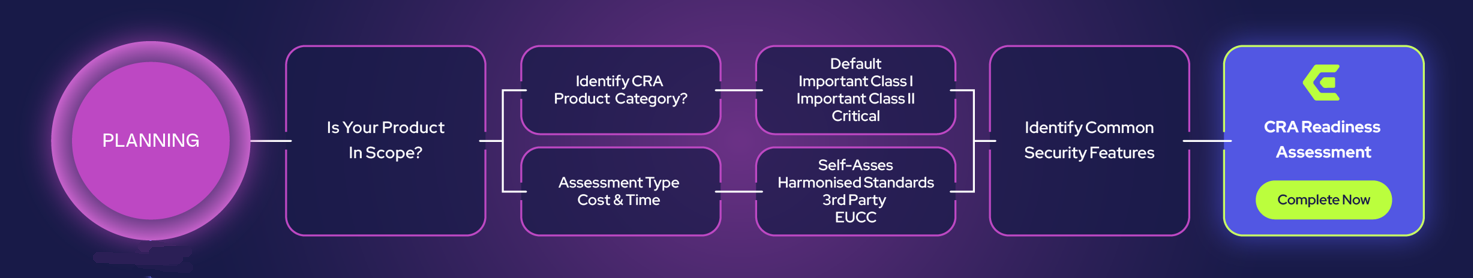 PLANNING
Is Your Product
In Scope?
Identify CRA
Product Category?
Assessment Type
Cost & Time
Default
Important Class I
Important Class II
Critical
Self-Asses
Harmonised Standards
3rd Party
EUCC
Identify Common
Security Features
CRA Readiness
Assessment
Complete Now